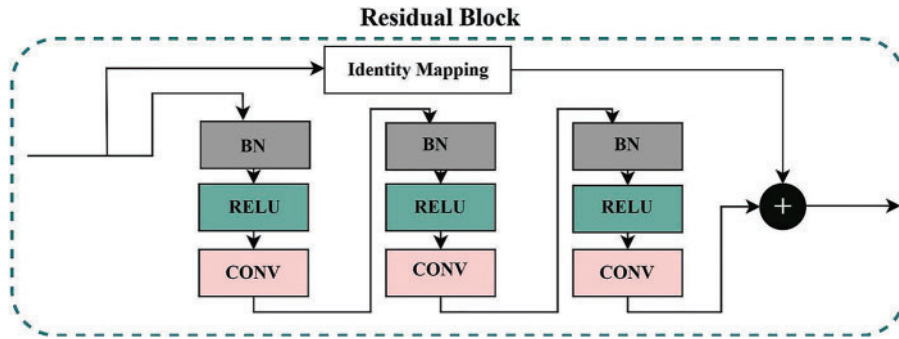 Residual Block
Identity Mapping
BN
RELU
CONV
BN
RELU
CONV
BN
RELU
CONV
+